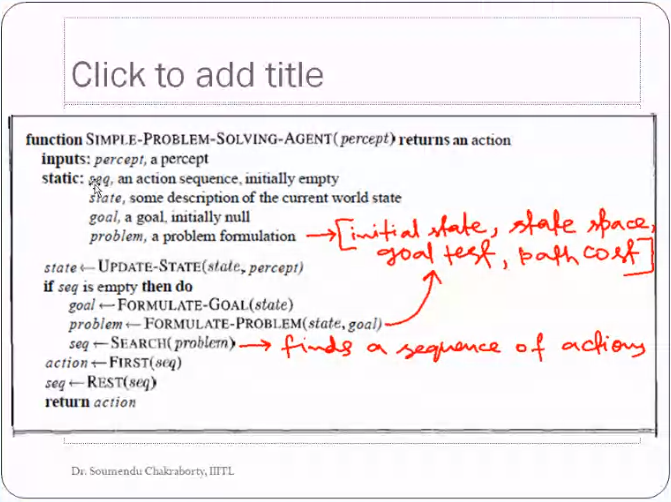 Click to add title
function SIMPLE-PROBLEM-SOLVING-AGENT(percept) returns an action
inputs: percept, a percept
static: seq, an action sequence, initially empty
state, some description of the current world state
goal, a goal, initially null
problem, a problem formulation → [initial state, state space,
goal test, path cost]
state ← UPDATE-STATE(state, percept)
if seq is empty then do
goal ← FORMULATE-GOAL(state)
problem ← FORMULATE-PROBLEM(state, goal)
seq ← SEARCH(problem) → finds a sequence of actions
action ← FIRST(seq)
seq ← REST(seq)
return action
Dr. Soumendu Chakraborty, IIITL